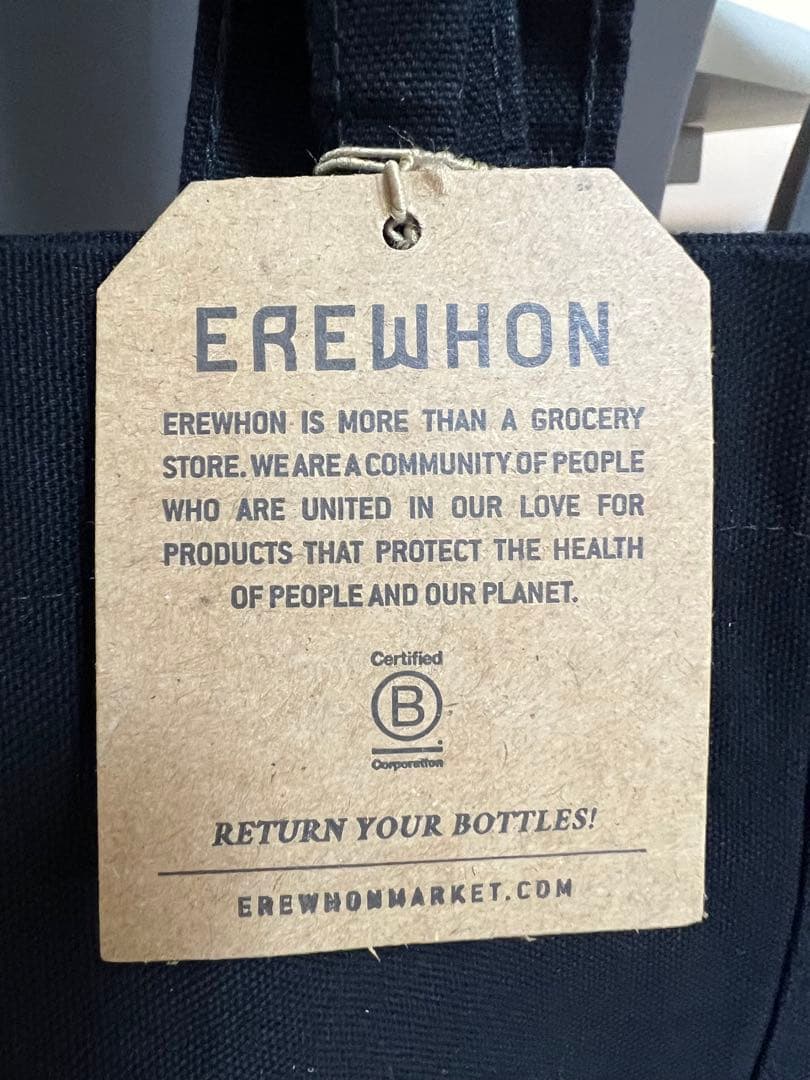 EREWHON
EREWHON IS MORE THAN A GROCERY
STORE. WE ARE A COMMUNITY OF PEOPLE
WHO ARE UNITED IN OUR LOVE FOR
PRODUCTS THAT PROTECT THE HEALTH
OF PEOPLE AND OUR PLANET.
Certified
B
Corporation
RETURN YOUR BOTTLES!
EREWHONMARKET.COM